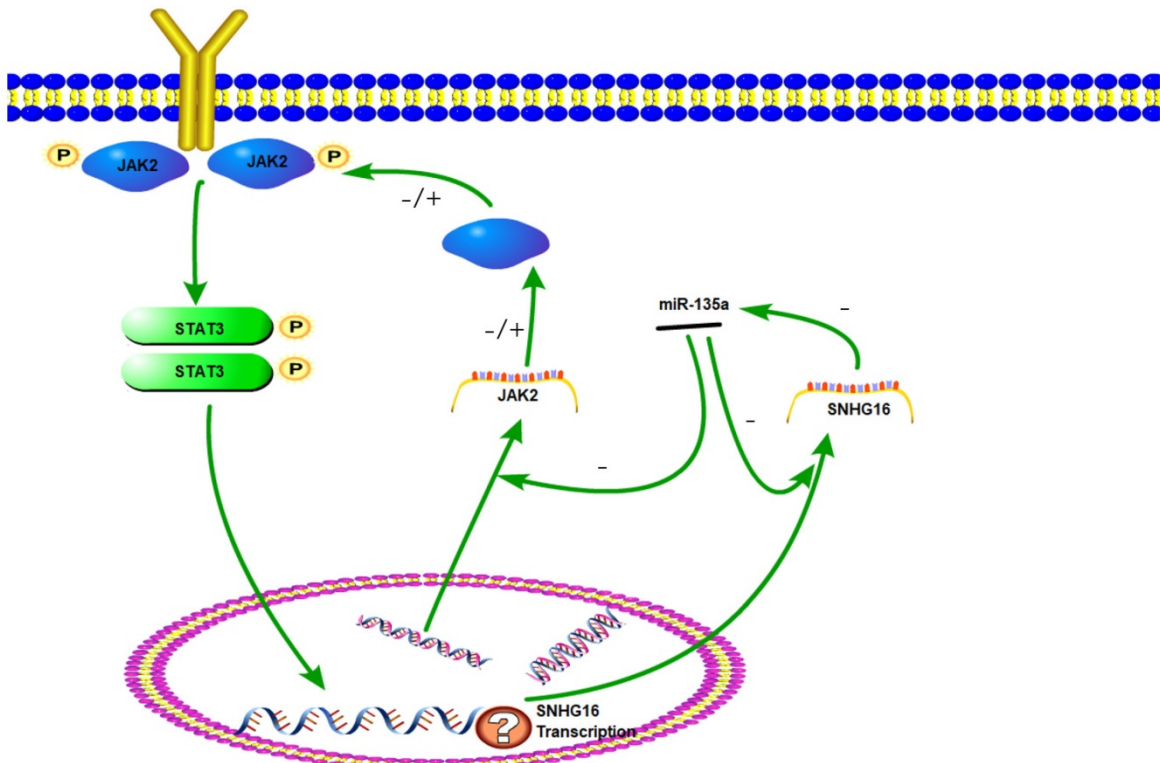 P
JAK2
JAK2
P
-/+
miR-135a
-
STAT3
P
-/+
STAT3
P
JAK2
SNHG16
-
-
?
SNHG16
Transcription